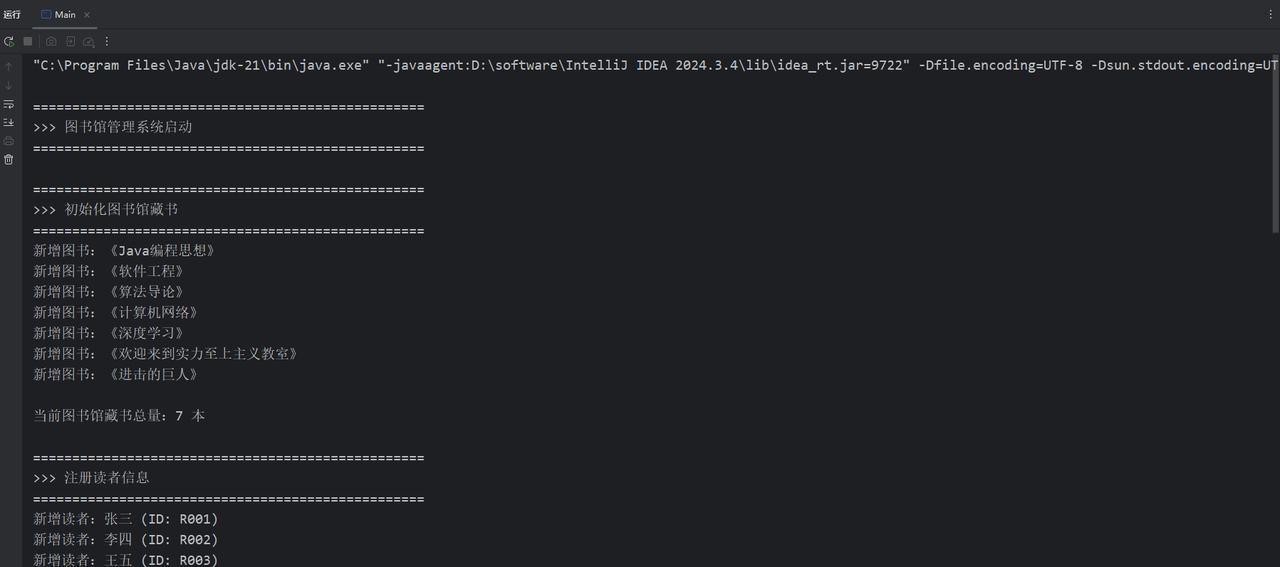 运行 Main
"C:\Program Files\Java\jdk-21\bin\java.exe" "-javaagent:D:\software\IntelliJ IDEA 2024.3.4\lib\idea_rt.jar=9722" -Dfile.encoding=UTF-8 -Dsun.stdout.encoding=UT
==================================================
>>> 图书馆管理系统启动
==================================================
==================================================
>>> 初始化图书馆藏书
==================================================
新增图书：《Java编程思想》
新增图书：《软件工程》
新增图书：《算法导论》
新增图书：《计算机网络》
新增图书：《深度学习》
新增图书：《欢迎来到实力至上主义教室》
新增图书：《进击的巨人》
当前图书馆藏书总量：7 本
==================================================
>>> 注册读者信息
==================================================
新增读者：张三 (ID: R001)
新增读者：李四 (ID: R002)
新增读者：王五 (ID: R003)